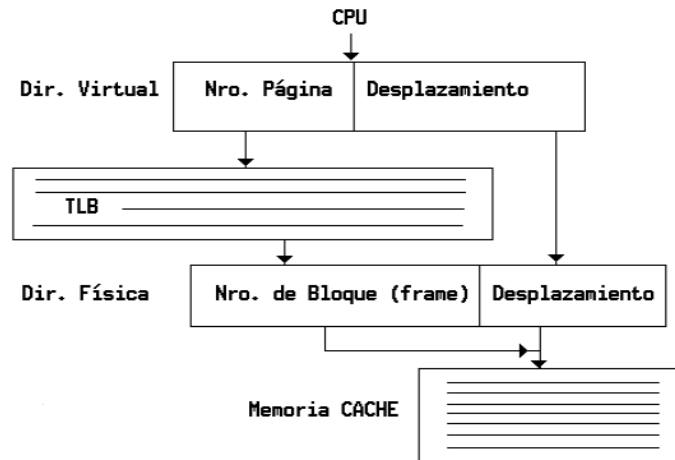 CPU
Dir. Virtual Nro. Página Desplazamiento
TLB
Dir. Física Nro. de Bloque (frame) Desplazamiento
Memoria CACHE